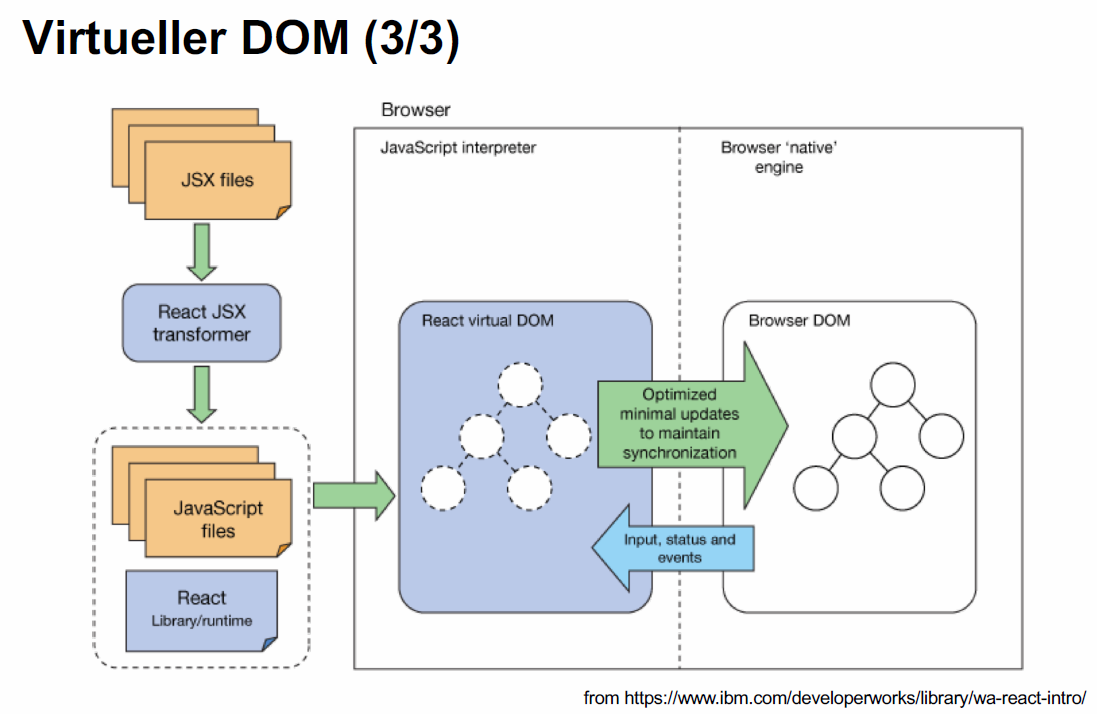 Virtueller DOM (3/3)
Browser
JavaScript interpreter
Browser ‘native’
engine
JSX files
React JSX
transformer
JavaScript
files
React
Library/runtime
React virtual DOM
Optimized
minimal updates
to maintain
synchronization
Input, status and
events
Browser DOM
from https://www.ibm.com/developerworks/library/wa-react-intro/